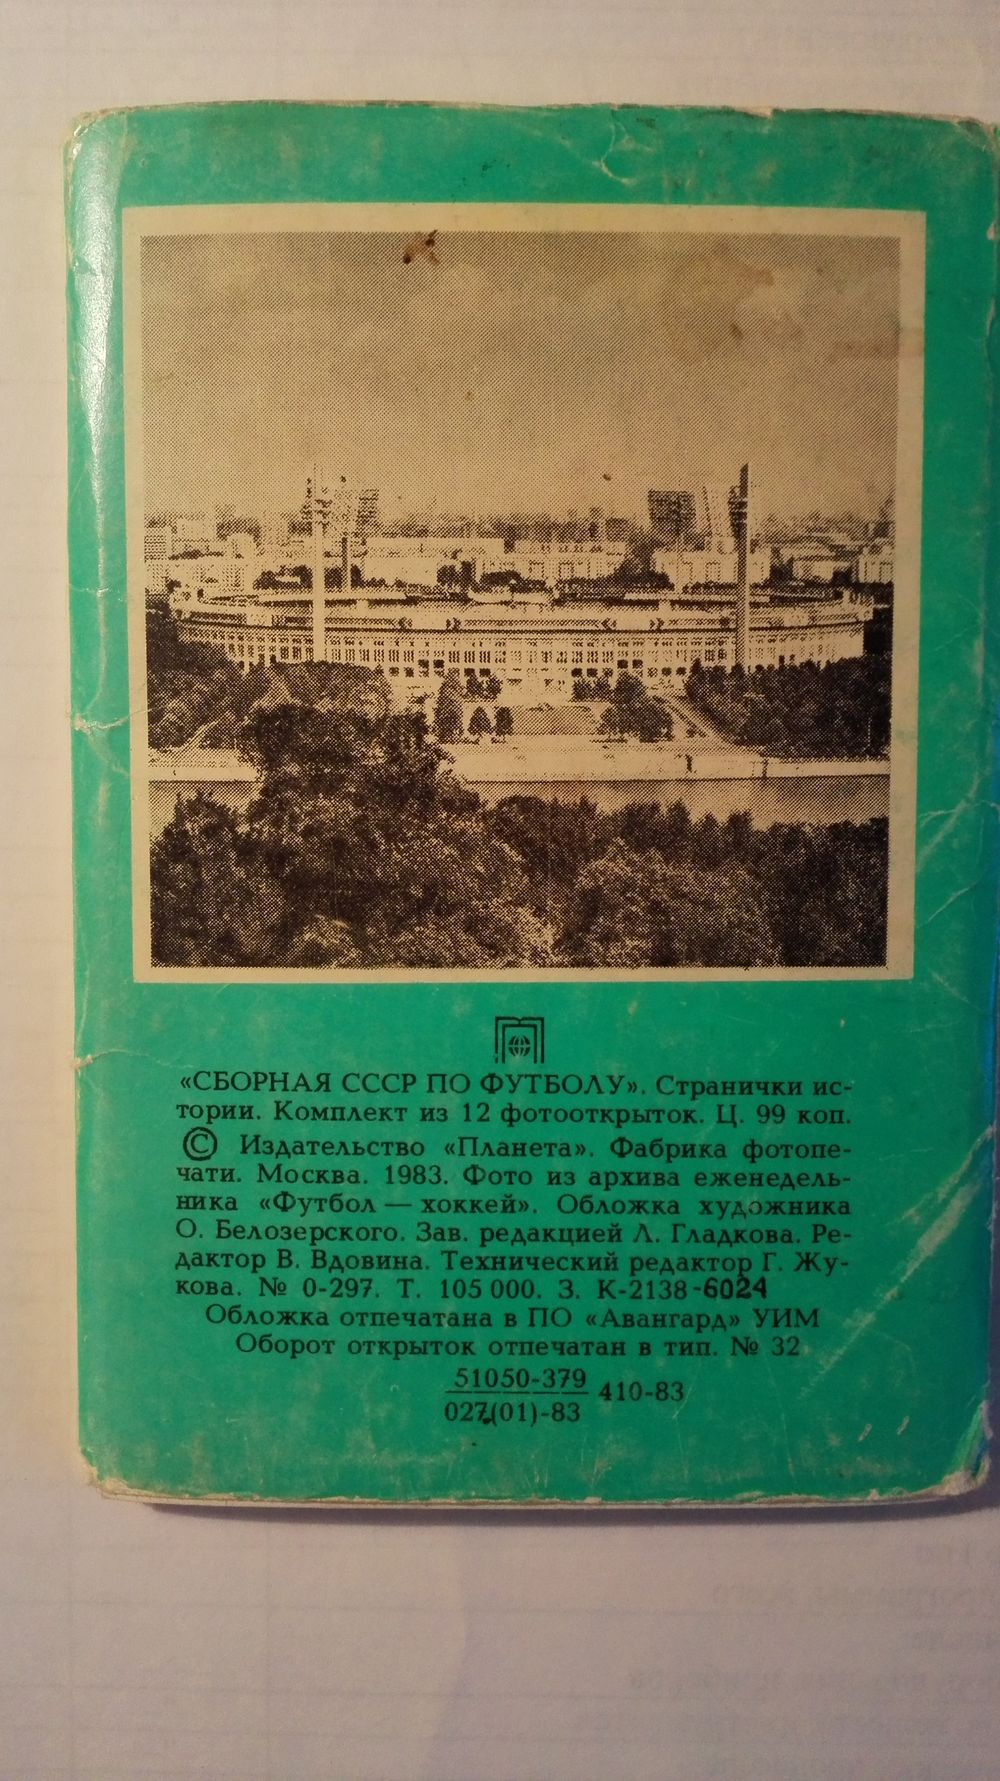 «СБОРНАЯ СССР ПО ФУТБОЛУ». Странички ис-
тории. Комплект из 12 фотооткрыток. Ц. 99 коп.
© Издательство «Планета». Фабрика фотопе-
чати. Москва. 1983. Фото из архива еженедель-
ника «Футбол — хоккей». Обложка художника
О. Белозерского. Зав. редакцией Л. Гладкова. Ре-
дактор В. Вдовина. Технический редактор Г. Жу-
кова. № 0-297. Т. 105 000. З. К-2138-6024
Обложка отпечатана в ПО «Авангард» УИМ
Оборот открыток отпечатан в тип. № 32
51050-379
027(01)-83
410-83